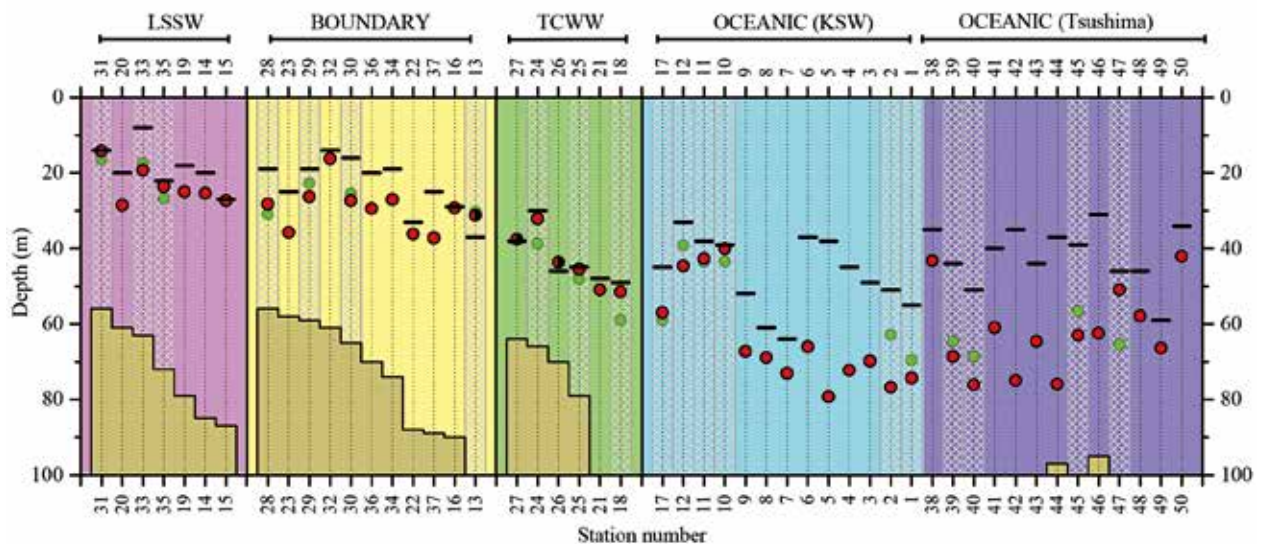 LSSW BOUNDARY TCWW OCEANIC (KSW) OCEANIC (Tsushima)
31 20 33 35 19 14 15 28 23 29 32 30 36 34 22 37 16 13 27 24 26 25 21 18 17 12 11 10 9 8 7 6 5 4 3 2 1 38 39 40 41 42 43 44 45 46 47 48 49 50
0 0
20 20
40 40
Depth (m)
60 60
80 80
100 100
31 20 33 35 19 14 15 28 23 29 32 30 36 34 22 37 16 13 27 24 26 25 21 18 17 12 11 10 9 8 7 6 5 4 3 2 1 38 39 40 41 42 43 44 45 46 47 48 49 50
Station number